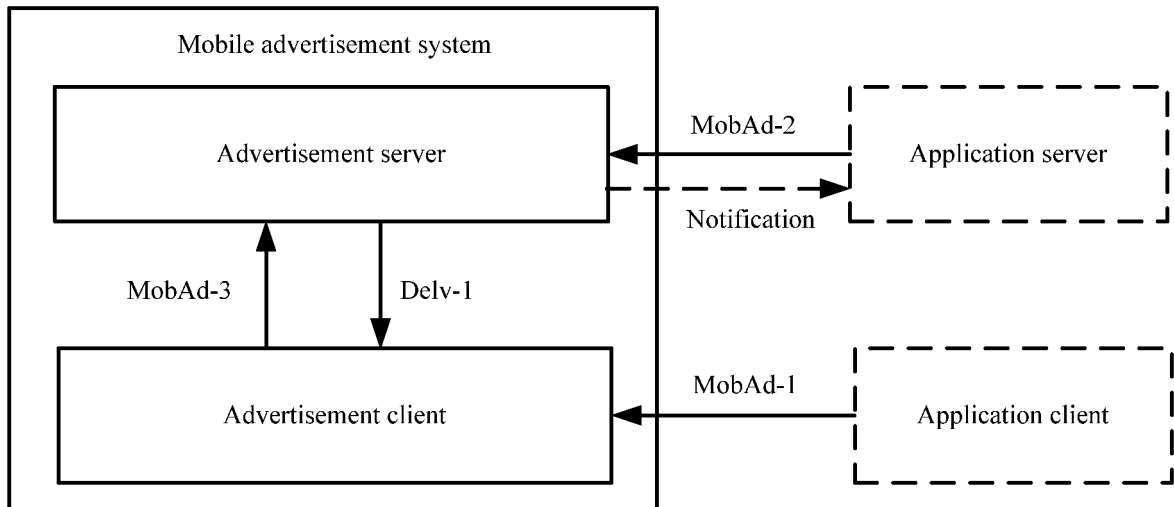 Mobile advertisement system
Advertisement server
MobAd-2
Application server
Notification
MobAd-3
Delv-1
Advertisement client
MobAd-1
Application client